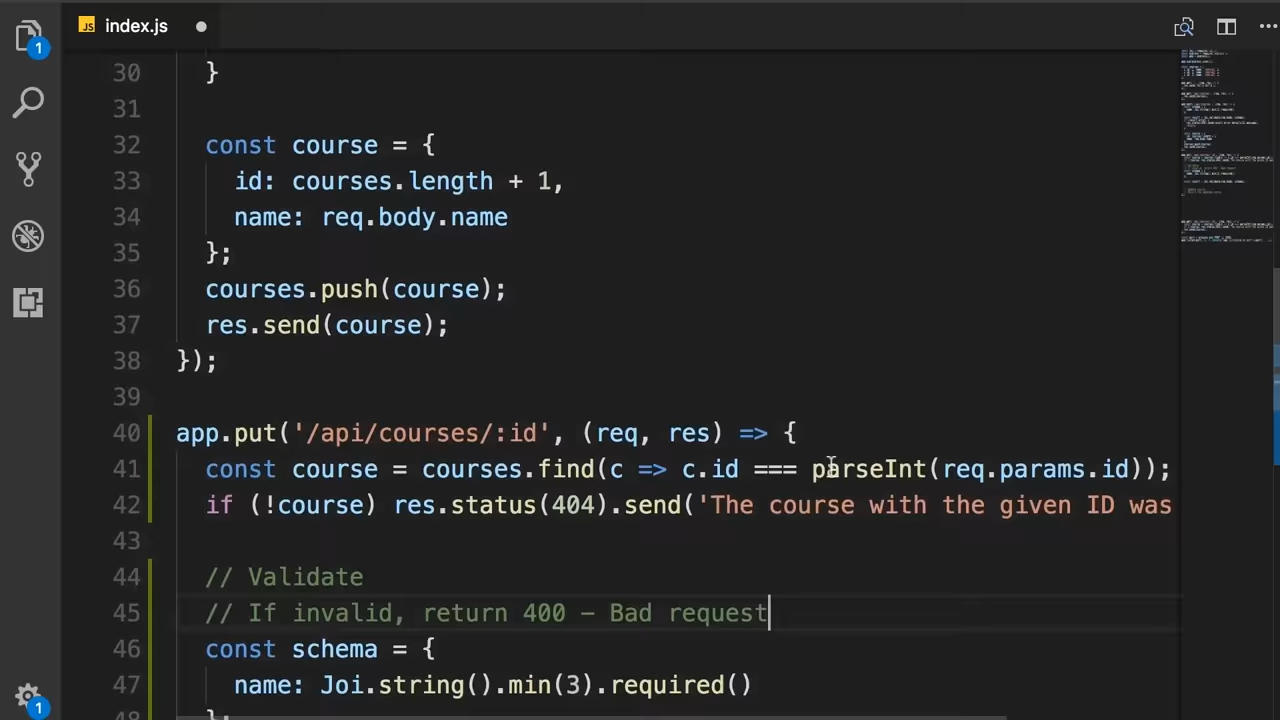 1
JS index.js
30 }
31
32 const course = {
33 id: courses.length + 1,
34 name: req.body.name
35 };
36 courses.push(course);
37 res.send(course);
38 });
39
40 app.put('/api/courses/:id', (req, res) => {
41 const course = courses.find(c => c.id === parseInt(req.params.id));
42 if (!course) res.status(404).send('The course with the given ID was
43
44 // Validate
45 // If invalid, return 400 – Bad request
46 const schema = {
47 name: Joi.string().min(3).required()
48 };
1